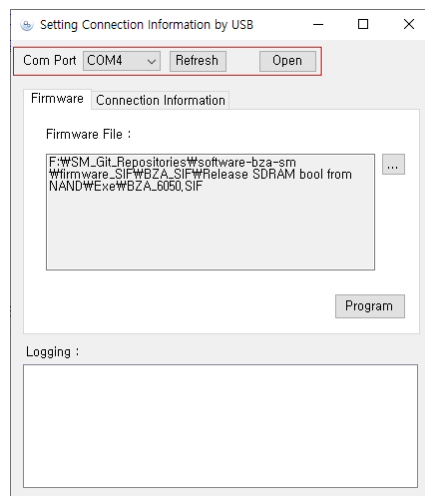 Setting Connection Information by USB
Com Port COM4 Refresh Open
Firmware Connection Information
Firmware File :
F:₩SM_Git_Repositories₩software-bza-sm
₩firmware_SIF₩BZA_SIF₩Release SDRAM bool from
NAND₩Exe₩BZA_6050.SIF
...
Program
Logging :